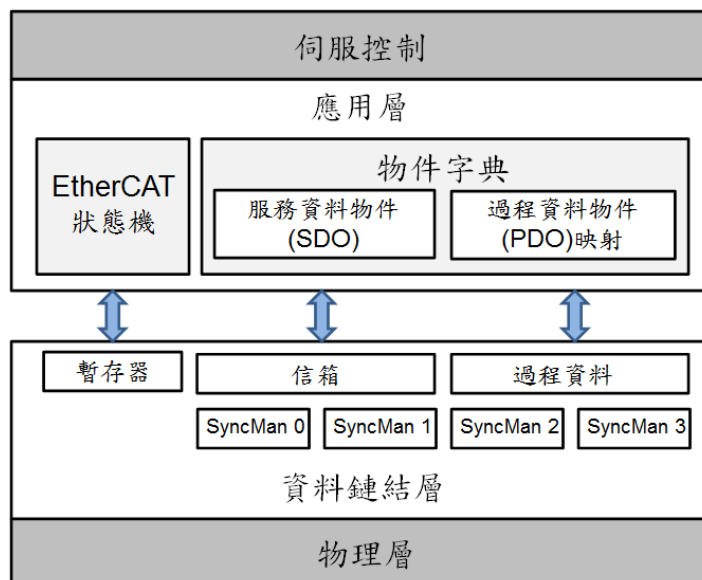 伺服控制
應用層
EtherCAT
狀態機
物件字典
服務資料物件
(SDO)
過程資料物件
(PDO)映射
暫存器
信箱
過程資料
SyncMan 0
SyncMan 1
SyncMan 2
SyncMan 3
資料鏈結層
物理層